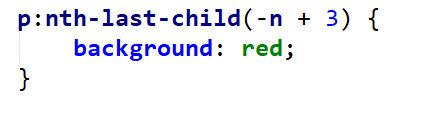 p:nth-last-child(-n + 3) {
    background: red;
}